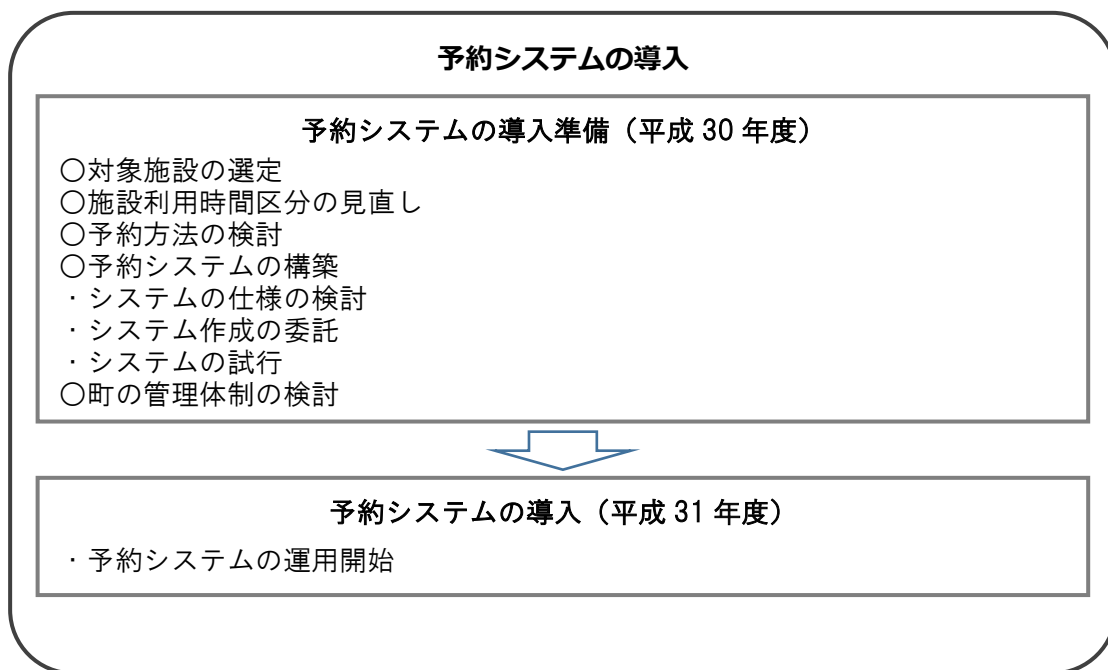 予約システムの導入
予約システムの導入準備（平成 30 年度）
○対象施設の選定
○施設利用時間区分の見直し
○予約方法の検討
○予約システムの構築
・システムの仕様の検討
・システム作成の委託
・システムの試行
○町の管理体制の検討
予約システムの導入（平成 31 年度）
・予約システムの運用開始